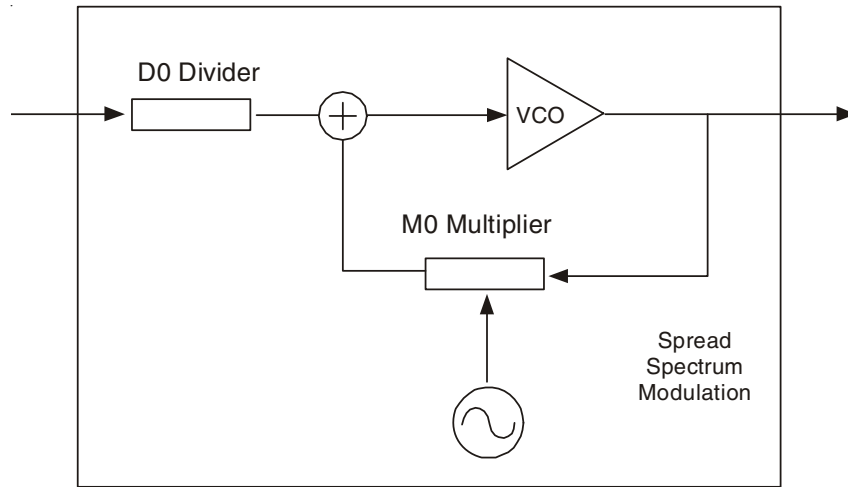 D0 Divider
VCO
M0 Multiplier
Spread
Spectrum
Modulation